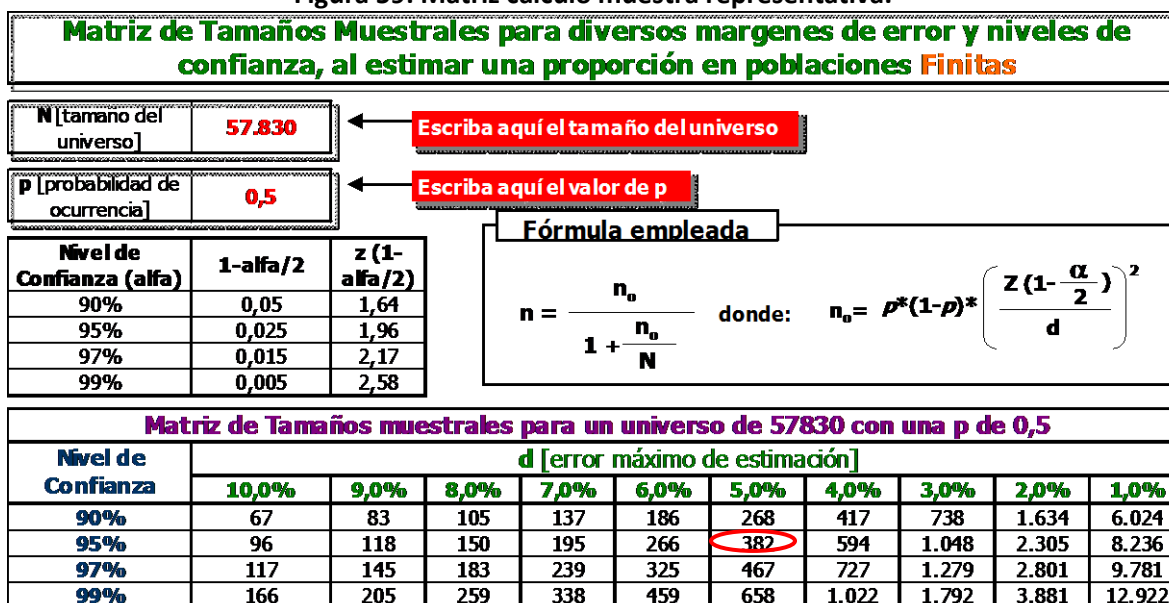 Figura 39. Matriz cálculo muestra representativa.
Matriz de Tamaños Muestrales para diversos margenes de error y niveles de
confianza, al estimar una proporción en poblaciones Finitas
N [tamaño del
universo]
57.830
Escriba aquí el tamaño del universo
p [probabilidad de
ocurrencia]
0,5
Escriba aquí el valor de p
Nivel de
Confianza (alfa)
1-alfa/2
z (1-
alfa/2)
90% 0,05 1,64
95% 0,025 1,96
97% 0,015 2,17
99% 0,005 2,58
Fórmula empleada
n = n₀ / (1 + n₀/N) donde: n₀= p*(1-p)* (Z (1- α/2) / d)²
Matriz de Tamaños muestrales para un universo de 57830 con una p de 0,5
Nivel de
Confianza
d [error máximo de estimación]
10,0% 9,0% 8,0% 7,0% 6,0% 5,0% 4,0% 3,0% 2,0% 1,0%
90% 67 83 105 137 186 268 417 738 1.634 6.024
95% 96 118 150 195 266 382 594 1.048 2.305 8.236
97% 117 145 183 239 325 467 727 1.279 2.801 9.781
99% 166 205 259 338 459 658 1.022 1.792 3.881 12.922